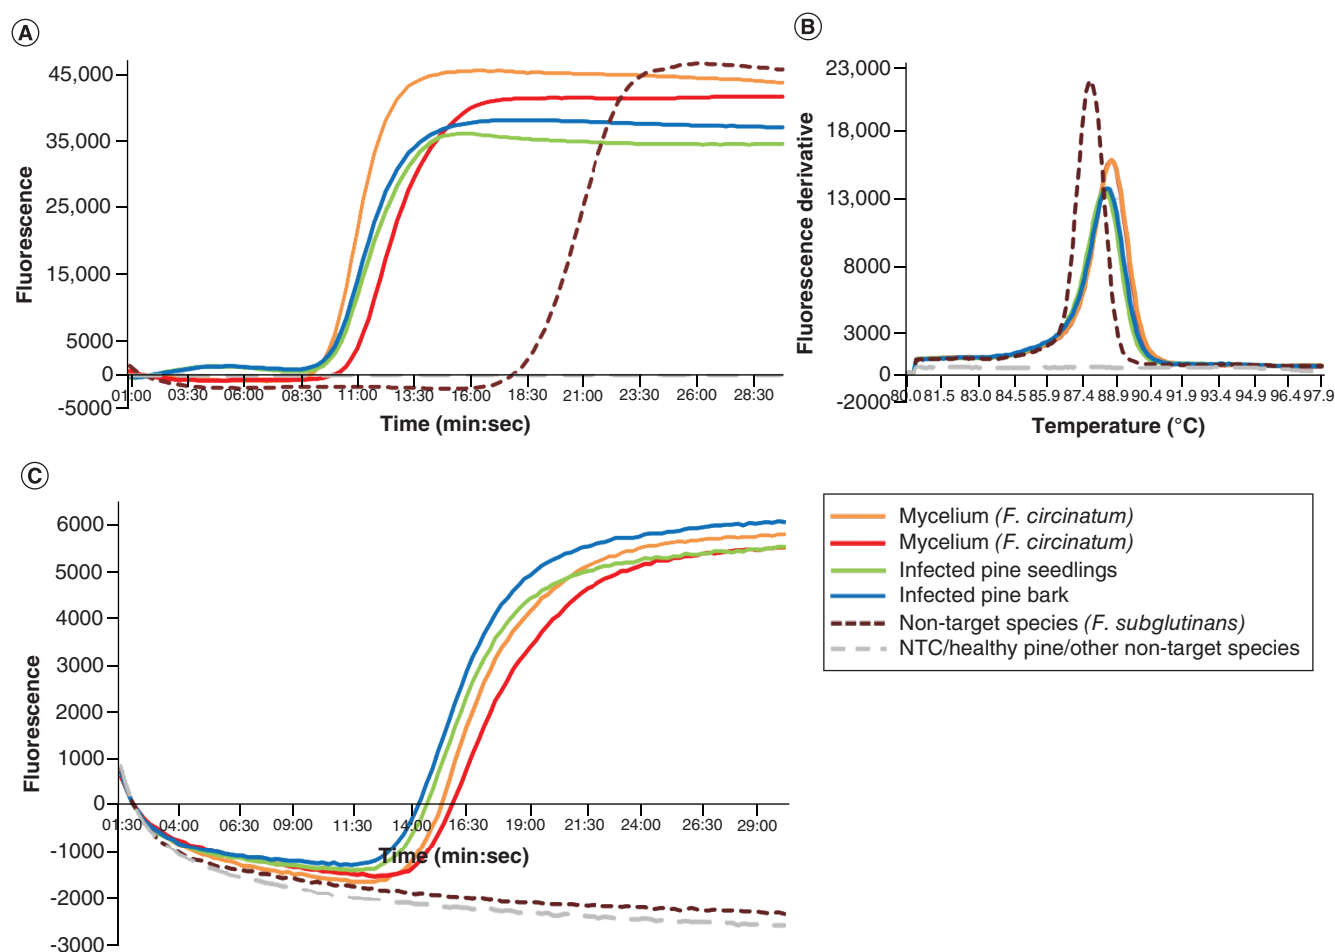 A
45,000
35,000
25,000
15,000
5000
0
-5000
Fluorescence
01:00 03:30 06:00 08:30 11:00 13:30 16:00 18:30 21:00 23:30 26:00 28:30
Time (min:sec)
B
23,000
18,000
13,000
8000
3000
0
-2000
Fluorescence derivative
80.0 81.5 83.0 84.5 85.9 87.4 88.9 90.4 91.9 93.4 94.9 96.4 97.9
Temperature (°C)
C
6000
5000
4000
3000
2000
1000
0
-1000
-2000
-3000
Fluorescence
01:30 04:00 06:30 09:00 11:30 14:00 16:30 19:00 21:30 24:00 26:30 29:00
Time (min:sec)
Mycelium (F. circinatum)
Mycelium (F. circinatum)
Infected pine seedlings
Infected pine bark
Non-target species (F. subglutinans)
NTC/healthy pine/other non-target species